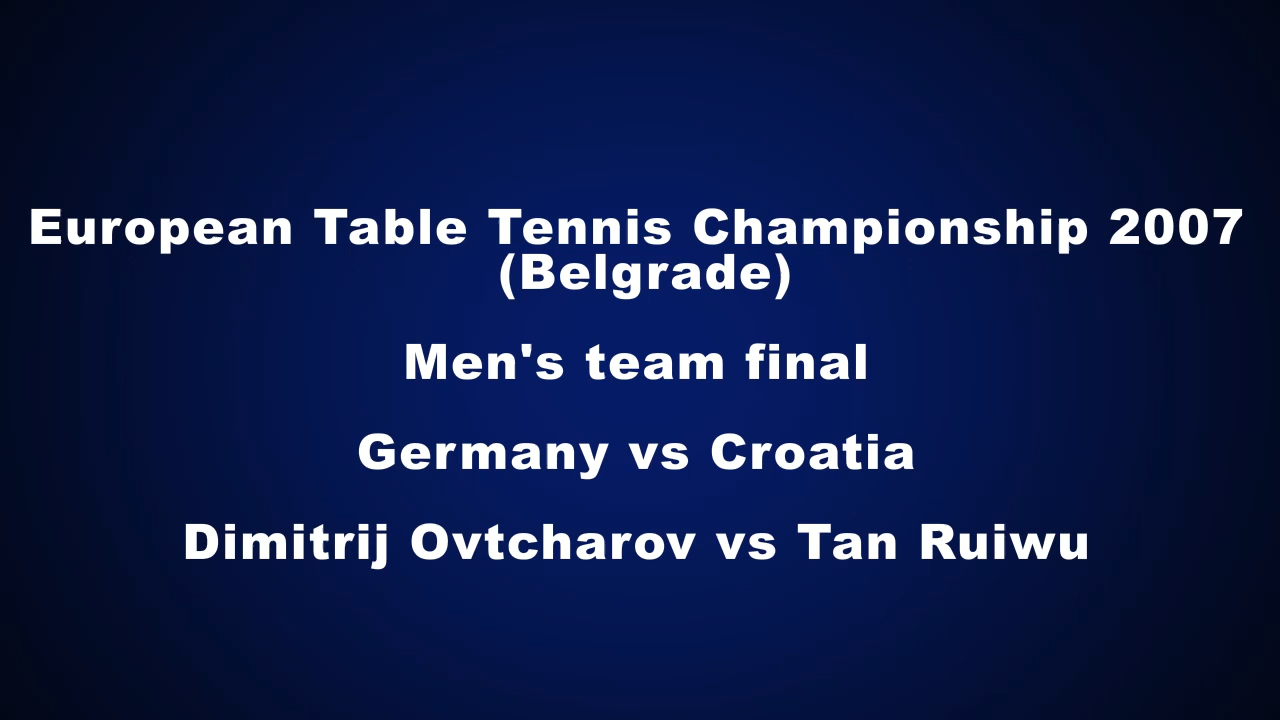 European Table Tennis Championship 2007
(Belgrade)
Men's team final
Germany vs Croatia
Dimitrij Ovtcharov vs Tan Ruiwu